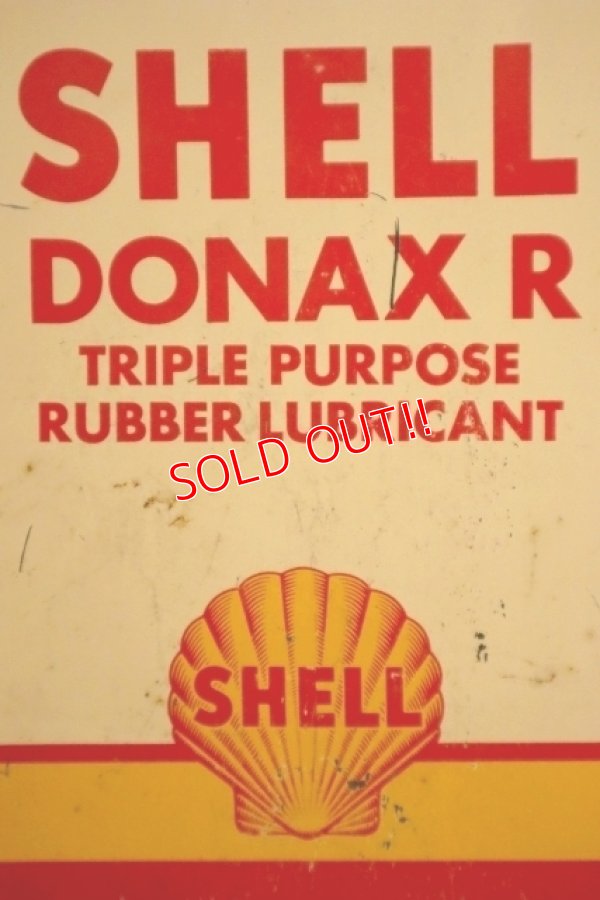 SHELL
DONAX R
TRIPLE PURPOSE
RUBBER LUBRICANT
SOLD OUT!!
SHELL